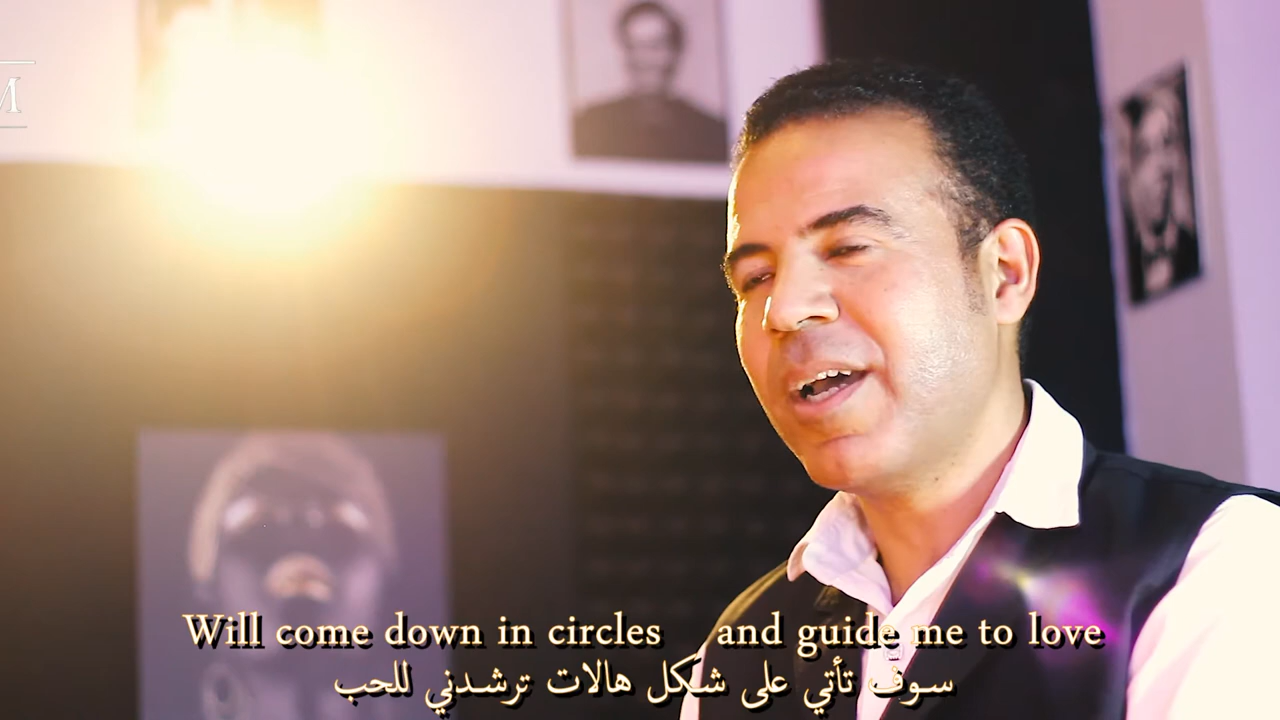 M
Will come down in circles and guide me to love
سوف تأتي على شكل هالات ترشدني للحب